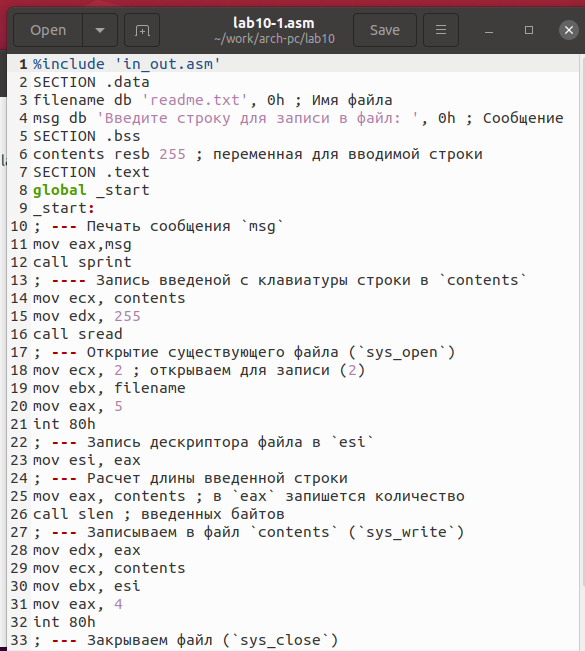 Open
lab10-1.asm
~/work/arch-pc/lab10
Save
1 %include 'in_out.asm'
2 SECTION .data
3 filename db 'readme.txt', 0h ; Имя файла
4 msg db 'Введите строку для записи в файл: ', 0h ; Сообщение
5 SECTION .bss
6 contents resb 255 ; переменная для вводимой строки
7 SECTION .text
8 global _start
9 _start:
10 ; --- Печать сообщения `msg`
11 mov eax,msg
12 call sprint
13 ; ---- Запись введеной с клавиатуры строки в `contents`
14 mov ecx, contents
15 mov edx, 255
16 call sread
17 ; --- Открытие существующего файла (`sys_open`)
18 mov ecx, 2 ; открываем для записи (2)
19 mov ebx, filename
20 mov eax, 5
21 int 80h
22 ; --- Запись дескриптора файла в `esi`
23 mov esi, eax
24 ; --- Расчет длины введенной строки
25 mov eax, contents ; в `eax` запишется количество
26 call slen ; введенных байтов
27 ; --- Записываем в файл `contents` (`sys_write`)
28 mov edx, eax
29 mov ecx, contents
30 mov ebx, esi
31 mov eax, 4
32 int 80h
33 ; --- Закрываем файл (`sys_close`)